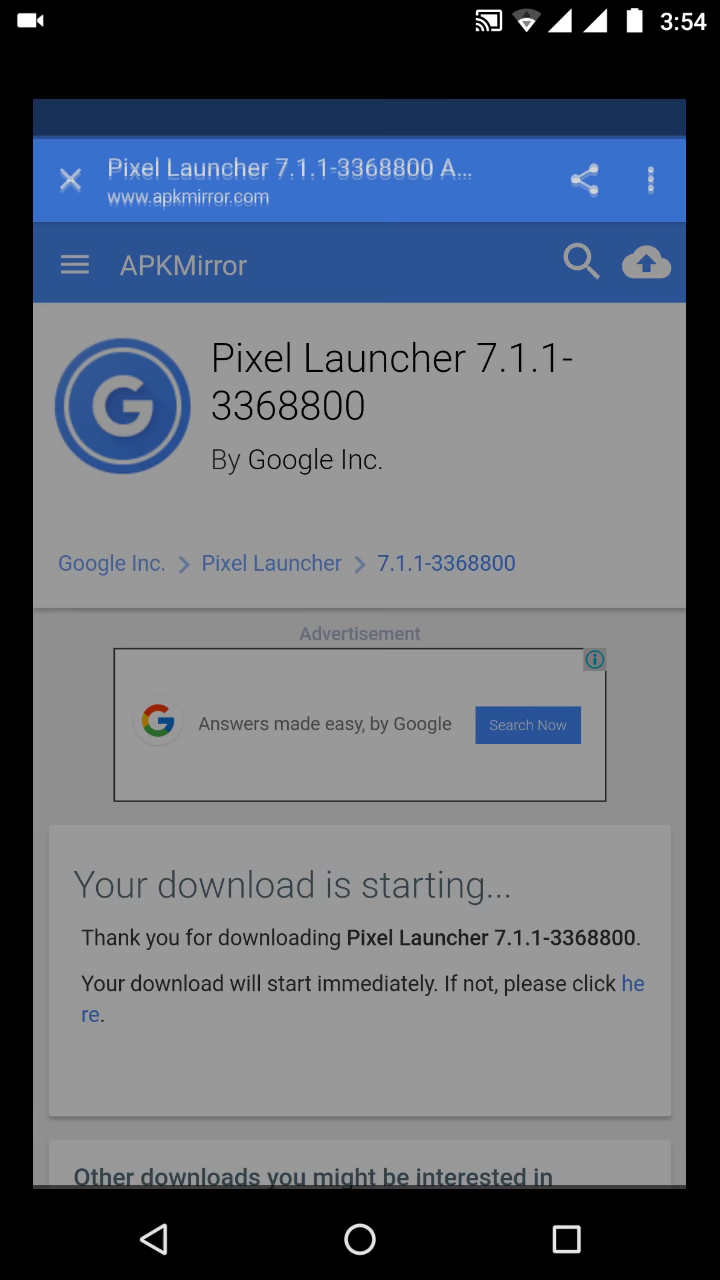 3:54
Pixel Launcher 7.1.1-3368800 A...
www.apkmirror.com
APKMirror
Pixel Launcher 7.1.1-
3368800
By Google Inc.
Google Inc. > Pixel Launcher > 7.1.1-3368800
Advertisement
Answers made easy, by Google
Search Now
Your download is starting...
Thank you for downloading Pixel Launcher 7.1.1-3368800.
Your download will start immediately. If not, please click he
re.
Other downloads you might be interested in